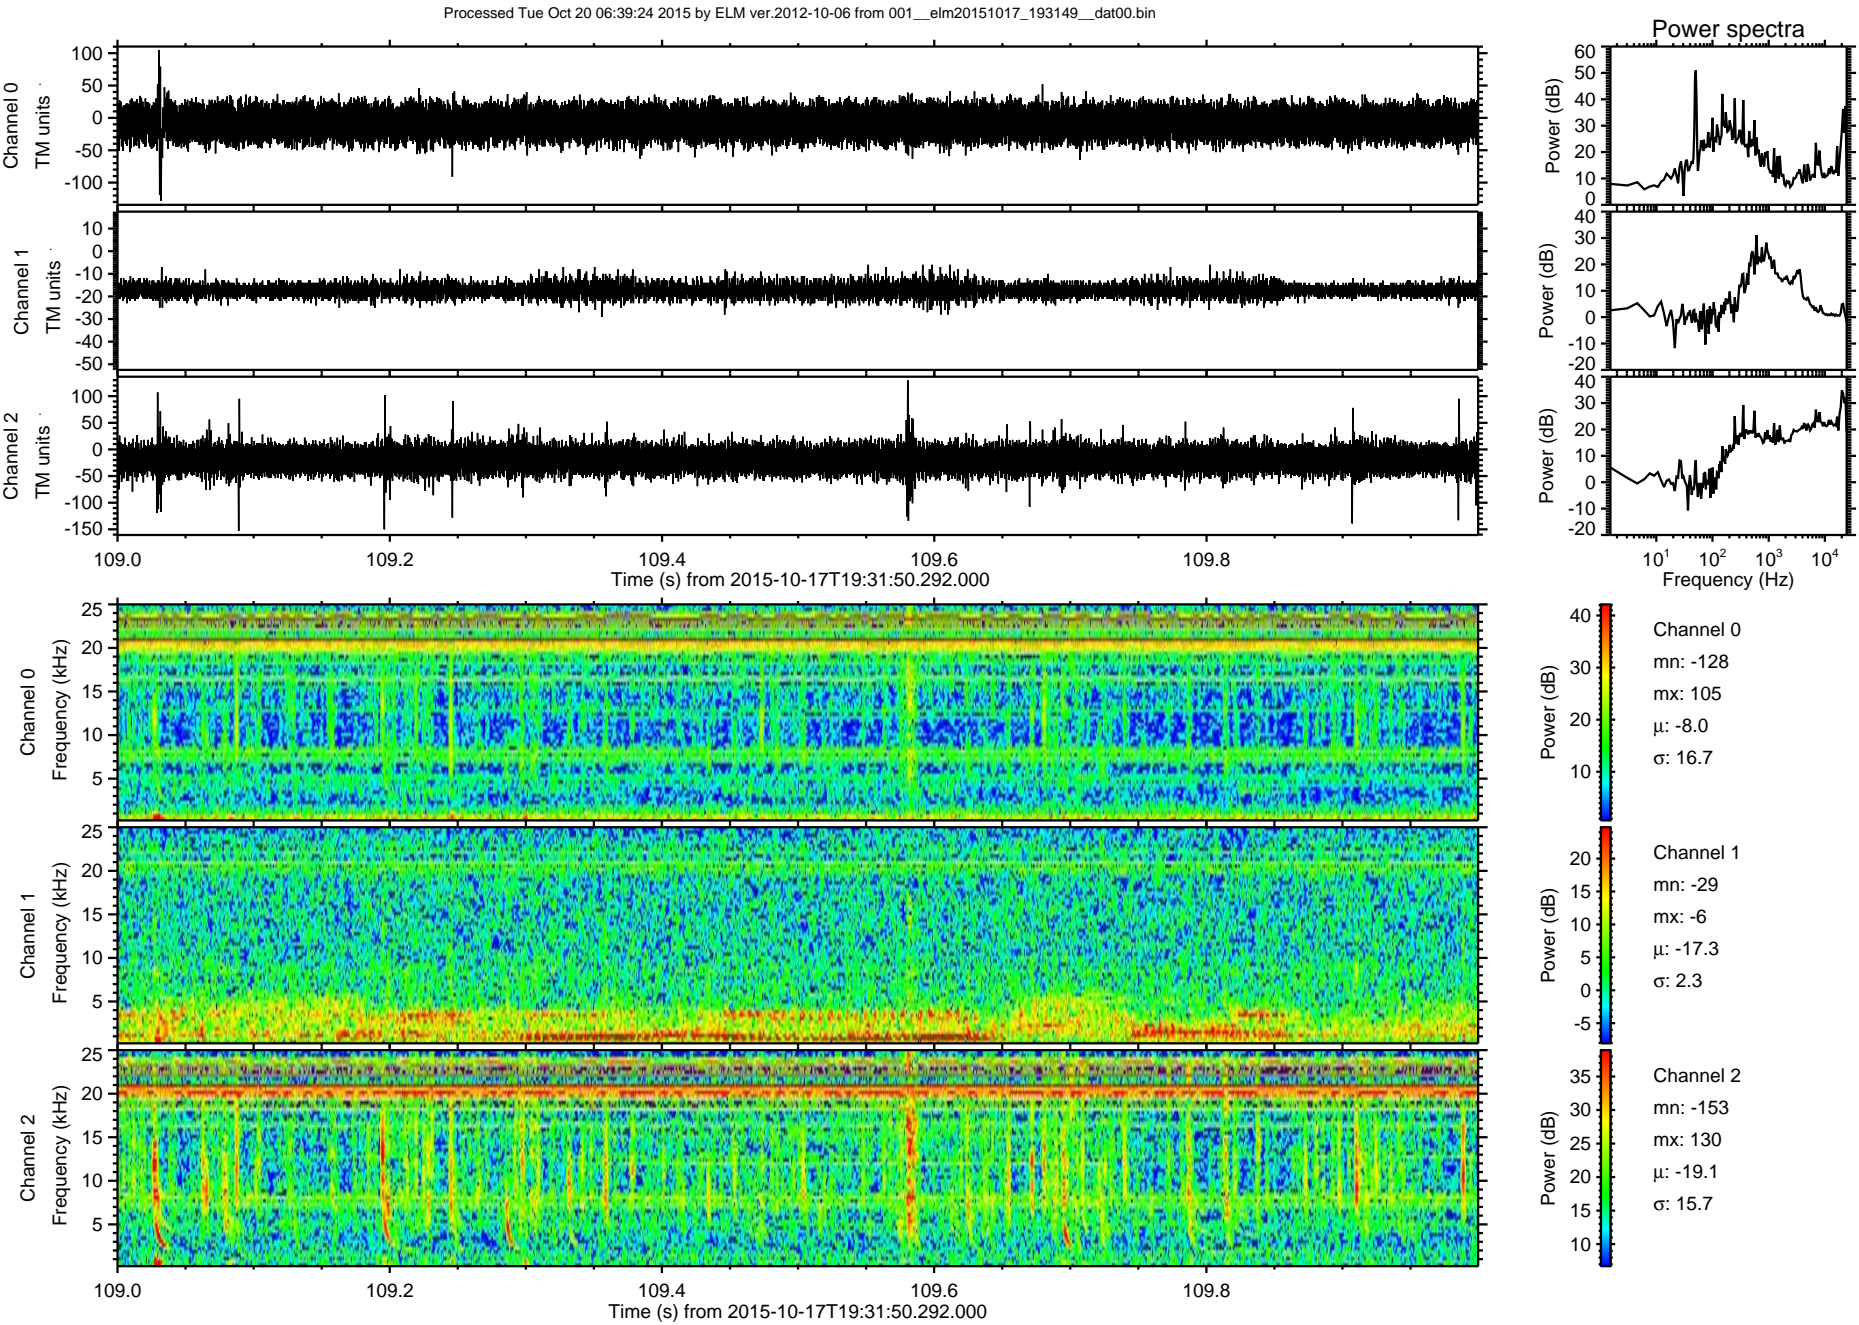 Processed Tue Oct 20 06:39:24 2015 by ELM ver.2012-10-06 from 001__elm20151017_193149__dat00.bin
Power spectra
Channel 0
TM units
100
50
0
-50
-100
Power (dB)
60
50
40
30
20
10
0
Channel 1
TM units
10
0
-10
-20
-30
-40
-50
Power (dB)
40
30
20
10
0
-10
-20
Channel 2
TM units
100
50
0
-50
-100
-150
Power (dB)
40
30
20
10
0
-10
-20
109.0 109.2 109.4 109.6 109.8
Time (s) from 2015-10-17T19:31:50.292.000
10¹ 10² 10³ 10⁴
Frequency (Hz)
Channel 0
Frequency (kHz)
25
20
15
10
5
Power (dB)
40
30
20
10
Channel 0
mn: -128
mx: 105
μ: -8.0
σ: 16.7
Channel 1
Frequency (kHz)
25
20
15
10
5
Power (dB)
20
15
10
5
0
-5
Channel 1
mn: -29
mx: -6
μ: -17.3
σ: 2.3
Channel 2
Frequency (kHz)
25
20
15
10
5
Power (dB)
35
30
25
20
15
10
Channel 2
mn: -153
mx: 130
μ: -19.1
σ: 15.7
109.0 109.2 109.4 109.6 109.8
Time (s) from 2015-10-17T19:31:50.292.000